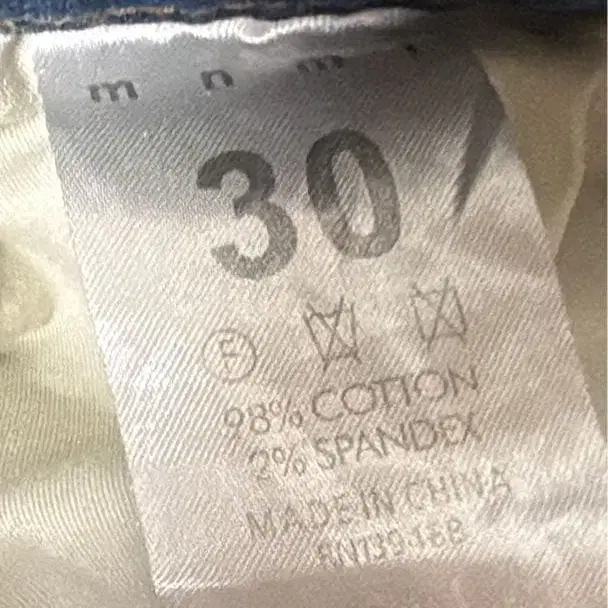 m n m l
30
F
98% COTTON
2% SPANDEX
MADE IN CHINA